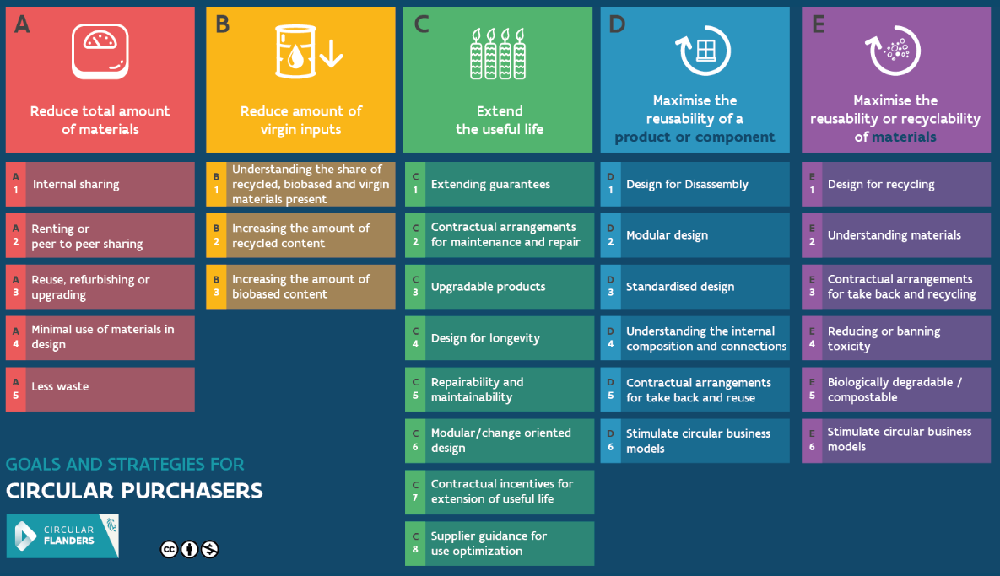 A
Reduce total amount
of materials
A
1
Internal sharing
A
2
Renting or
peer to peer sharing
A
3
Reuse, refurbishing or
upgrading
A
4
Minimal use of materials in
design
A
5
Less waste
B
Reduce amount of
virgin inputs
B
1
Understanding the share of
recycled, biobased and virgin
materials present
B
2
Increasing the amount of
recycled content
B
3
Increasing the amount of
biobased content
C
Extend
the useful life
C
1
Extending guarantees
C
2
Contractual arrangements
for maintenance and repair
C
3
Upgradable products
C
4
Design for longevity
C
5
Repairability and
maintainability
C
6
Modular/change oriented
design
C
7
Contractual incentives for
extension of useful life
C
8
Supplier guidance for
use optimization
D
Maximise the
reusability of a
product or component
D
1
Design for Disassembly
D
2
Modular design
D
3
Standardised design
D
4
Understanding the internal
composition and connections
D
5
Contractual arrangements
for take back and reuse
D
6
Stimulate circular business
models
E
Maximise the
reusability or recyclability
of materials
E
1
Design for recycling
E
2
Understanding materials
E
3
Contractual arrangements
for take back and recycling
E
4
Reducing or banning
toxicity
E
5
Biologically degradable /
compostable
E
6
Stimulate circular business
models
GOALS AND STRATEGIES FOR
CIRCULAR PURCHASERS
CIRCULAR
FLANDERS
cc